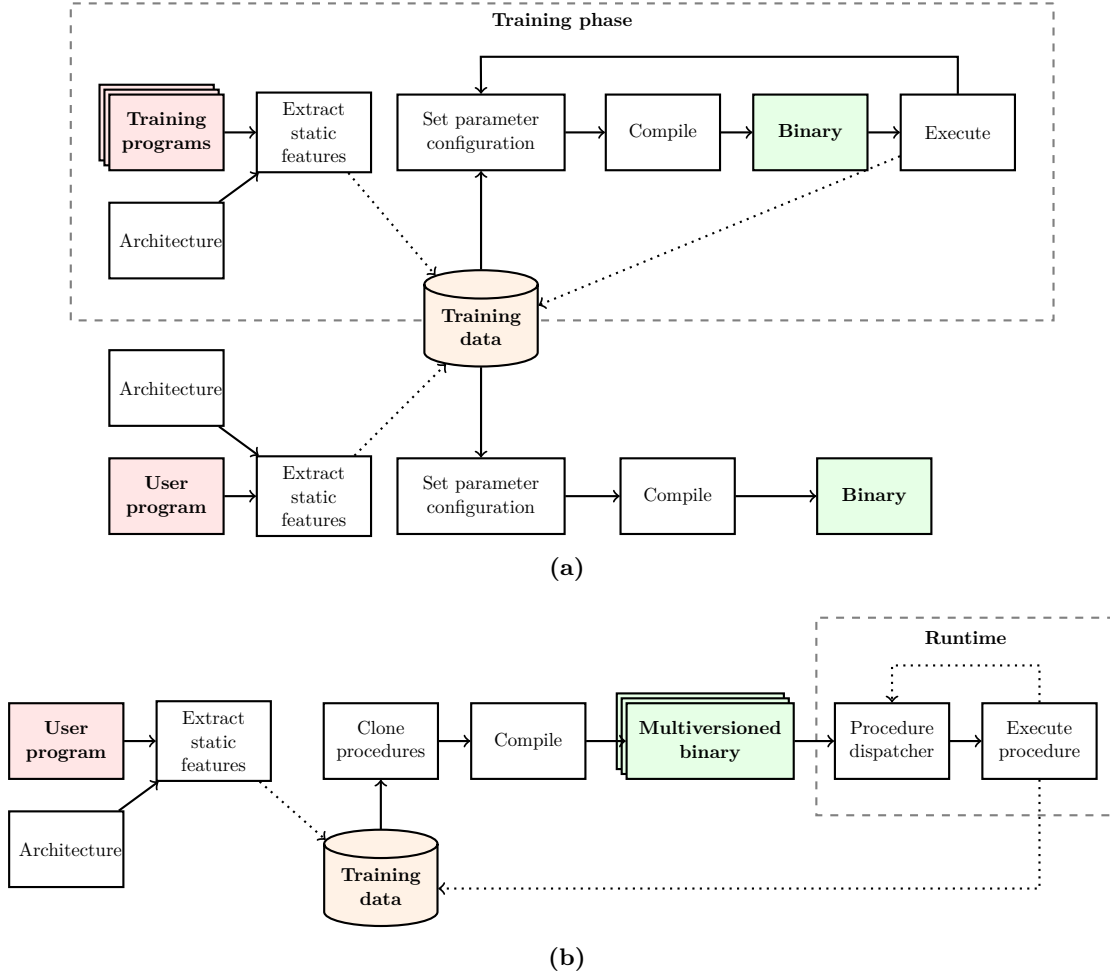 Training phase
Training
programs
Extract
static
features
Set parameter
configuration
Compile
Binary
Execute
Architecture
Training
data
Architecture
User
program
Extract
static
features
Set parameter
configuration
Compile
Binary
(a)
Runtime
User
program
Extract
static
features
Clone
procedures
Compile
Multiversioned
binary
Procedure
dispatcher
Execute
procedure
Architecture
Training
data
(b)